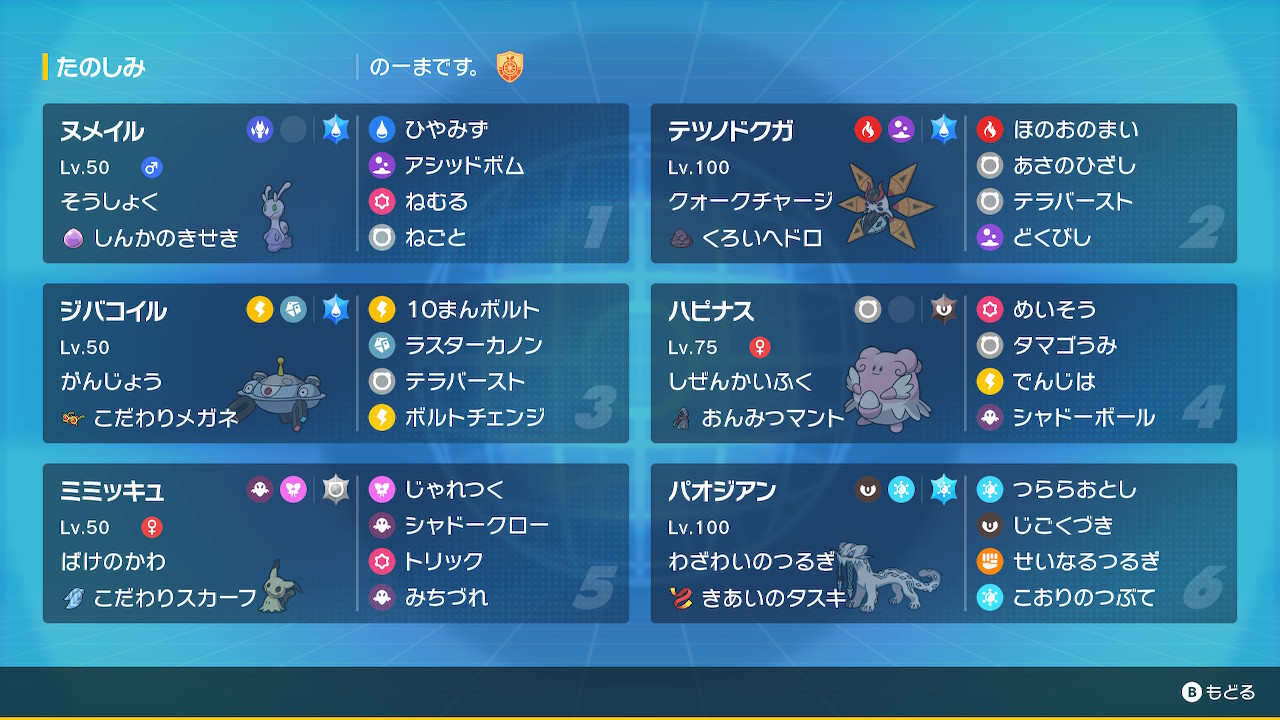 たのしみ
のーまです。
ヌメイル
Lv.50
そうしょく
しんかのきせき
ひやみず
アシッドボム
ねむる
ねごと
1
テツノドクガ
Lv.100
クォークチャージ
くろいヘドロ
ほのおのまい
あさのひざし
テラバースト
どくびし
2
ジバコイル
Lv.50
がんじょう
こだわりメガネ
10まんボルト
ラスターカノン
テラバースト
ボルトチェンジ
3
ハピナス
Lv.75
しぜんかいふく
おんみつマント
めいそう
タマゴうみ
でんじは
シャドーボール
4
ミミッキュ
Lv.50
ばけのかわ
こだわりスカーフ
じゃれつく
シャドークロー
トリック
みちづれ
5
パオジアン
Lv.100
わざわいのつるぎ
きあいのタスキ
つららおとし
じごくづき
せいなるつるぎ
こおりのつぶて
6
B もどる